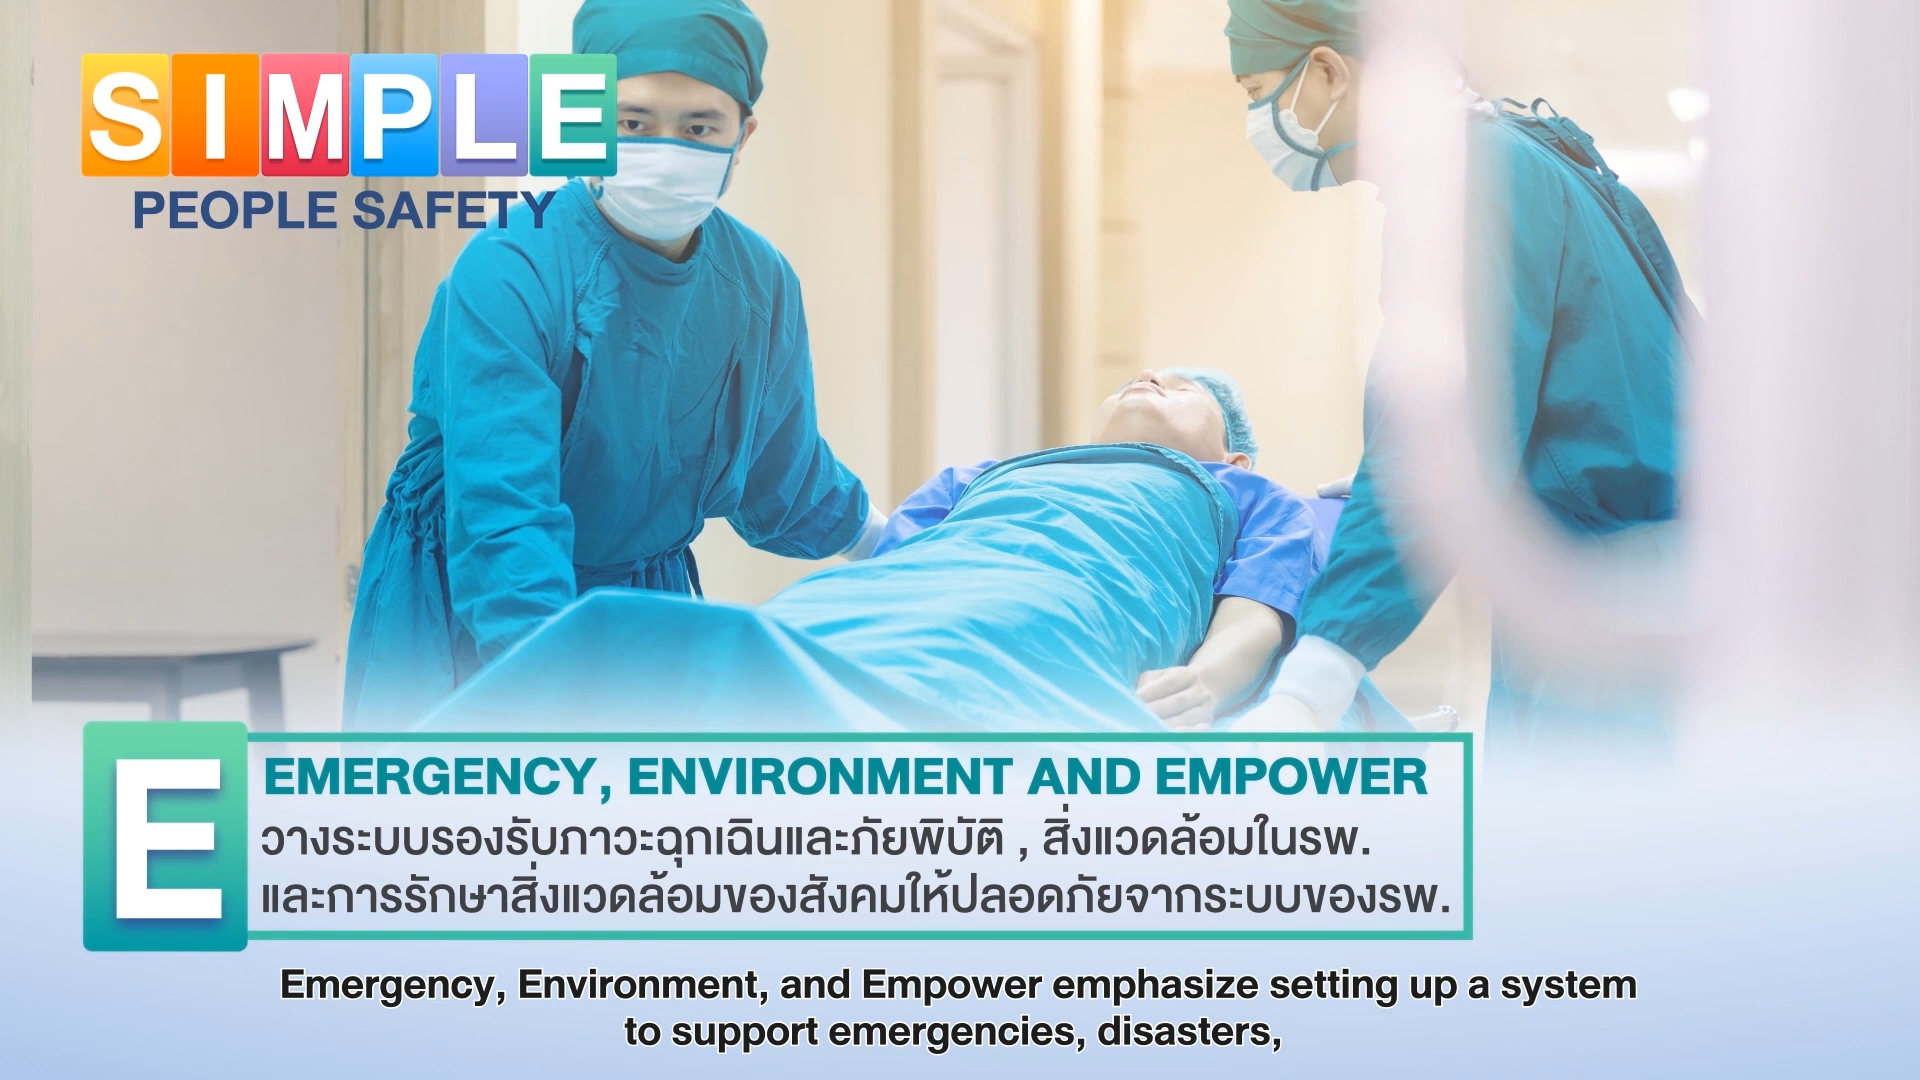 SIMPLE
PEOPLE SAFETY
E
EMERGENCY, ENVIRONMENT AND EMPOWER
วางระบบรองรับภาวะฉุกเฉินและภัยพิบัติ , สิ่งแวดล้อมในรพ.
และการรักษาสิ่งแวดล้อมของสังคมให้ปลอดภัยจากระบบของรพ.
Emergency, Environment, and Empower emphasize setting up a system
to support emergencies, disasters,